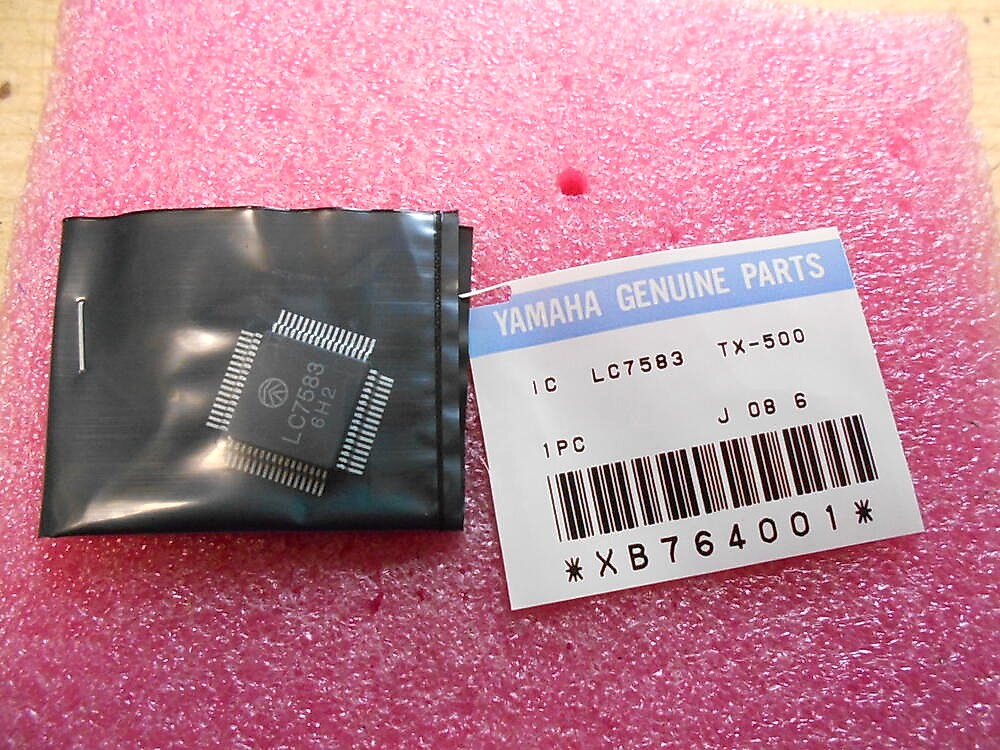 LC7583
6H2
YAMAHA GENUINE PARTS
IC LC7583 TX-500
J 08 6
1PC
*XB764001*